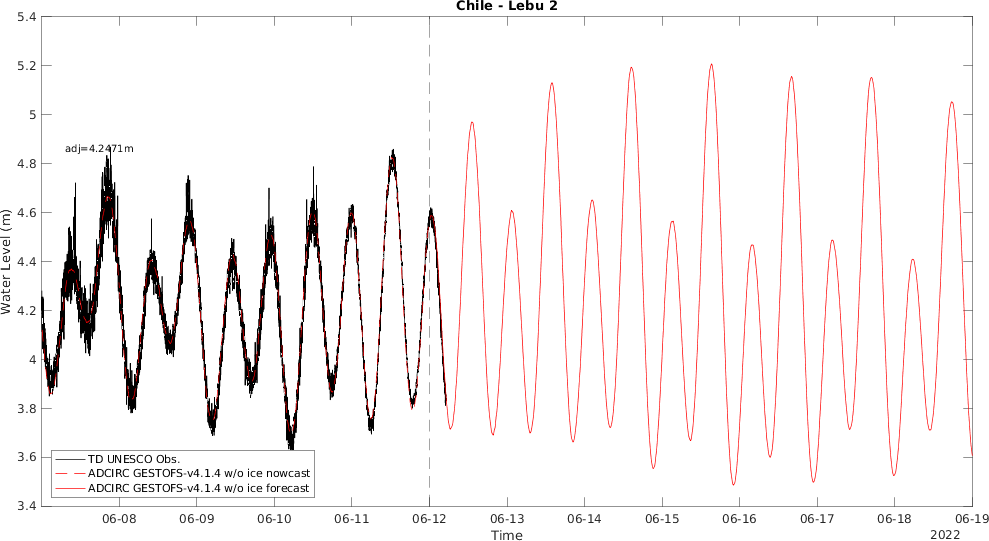 Chile - Lebu 2
5.4
5.2
5
4.8
4.6
4.4
4.2
4
3.8
3.6
3.4
Water Level (m)
adj=4.2471m
TD UNESCO Obs.
ADCIRC GESTOFS-v4.1.4 w/o ice nowcast
ADCIRC GESTOFS-v4.1.4 w/o ice forecast
06-08 06-09 06-10 06-11 06-12 06-13 06-14 06-15 06-16 06-17 06-18 06-19
Time
2022